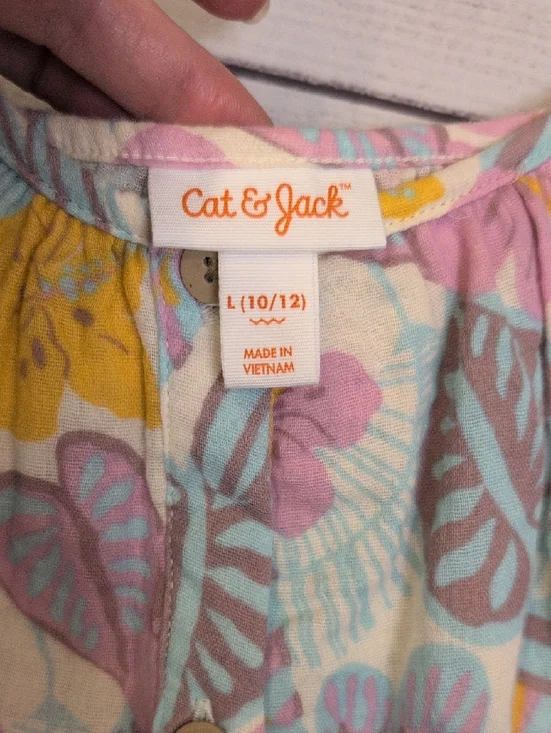 Cat & Jack™
L (10/12)
MADE IN
VIETNAM